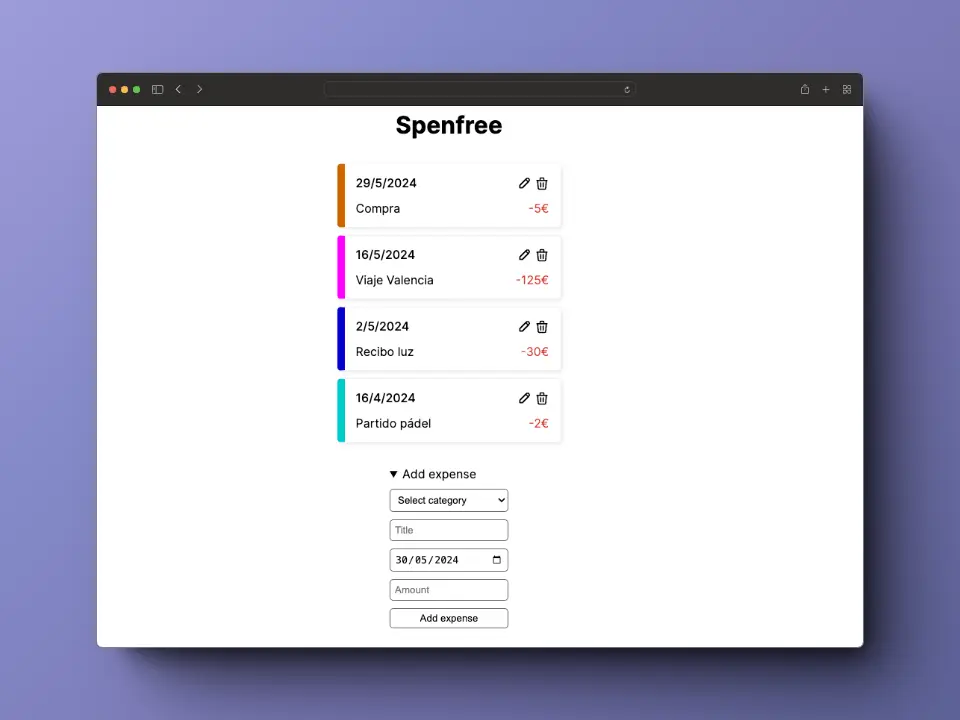 Spenfree
29/5/2024
Compra -5€
16/5/2024
Viaje Valencia -125€
2/5/2024
Recibo luz -30€
16/4/2024
Partido pádel -2€
▼ Add expense
Select category
Title
30/05/2024
Amount
Add expense